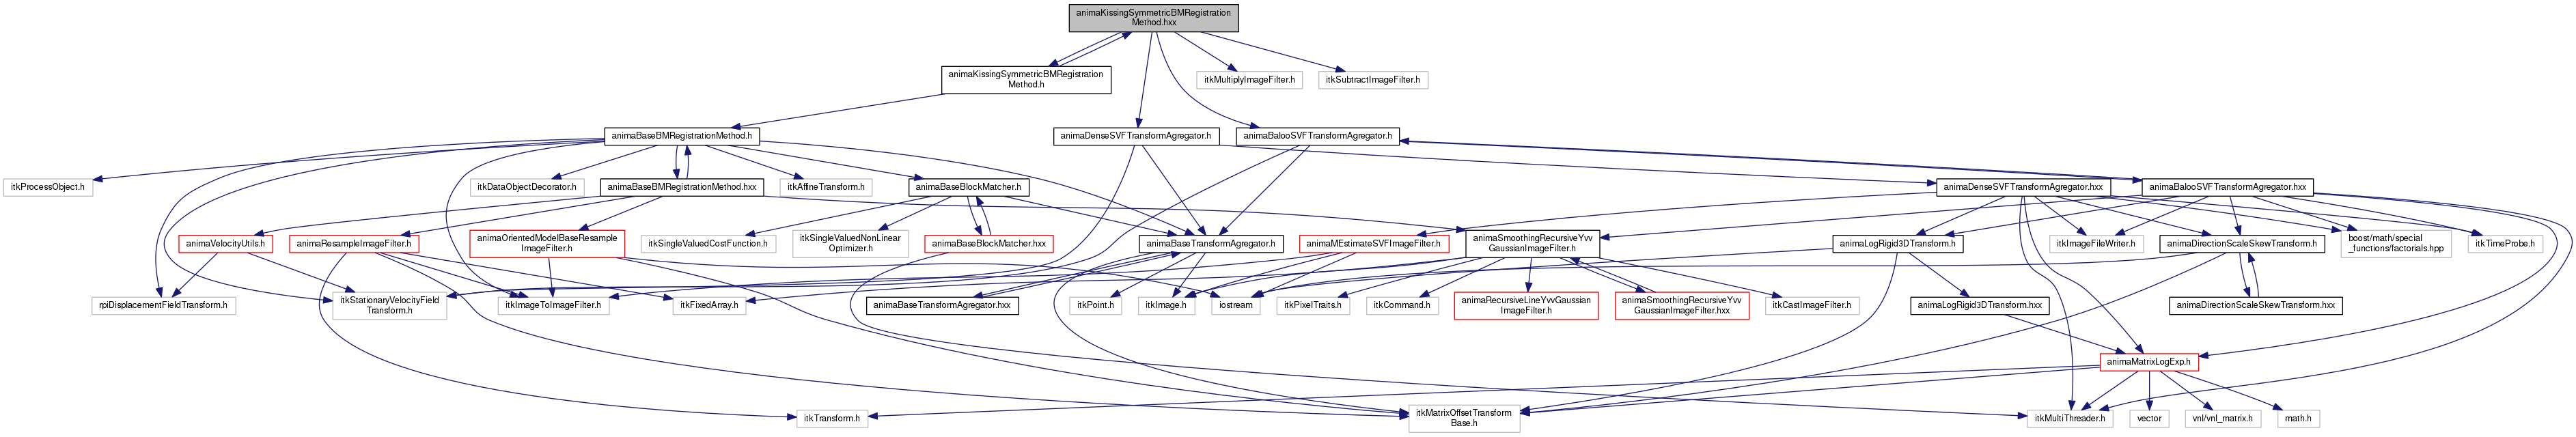 animaKissingSymmetricBMRegistration
Method.hxx
animaKissingSymmetricBMRegistration
Method.h
itkMultiplyImageFilter.h
itkSubtractImageFilter.h
animaBaseBMRegistrationMethod.h
animaDenseSVFTransformAgregator.h
animaBalooSVFTransformAgregator.h
itkProcessObject.h
itkDataObjectDecorator.h
animaBaseBMRegistrationMethod.hxx
itkAffineTransform.h
animaBaseBlockMatcher.h
animaDenseSVFTransformAgregator.hxx
animaBalooSVFTransformAgregator.hxx
animaVelocityUtils.h
animaResampleImageFilter.h
animaOrientedModelBaseResample
ImageFilter.h
itkSingleValuedCostFunction.h
itkSingleValuedNonLinear
Optimizer.h
animaBaseBlockMatcher.hxx
animaBaseTransformAgregator.h
animaMEstimateSVFImageFilter.h
animaSmoothingRecursiveYvv
GaussianImageFilter.h
animaLogRigid3DTransform.h
itkImageFileWriter.h
animaDirectionScaleSkewTransform.h
boost/math/special
_functions/factorials.hpp
itkTimeProbe.h
rpiDisplacementFieldTransform.h
itkStationaryVelocityField
Transform.h
itkImageToImageFilter.h
iostream
itkFixedArray.h
animaBaseTransformAgregator.hxx
itkPoint.h
itkImage.h
itkPixelTraits.h
itkCommand.h
animaRecursiveLineYvvGaussian
ImageFilter.h
animaSmoothingRecursiveYvv
GaussianImageFilter.hxx
itkCastImageFilter.h
animaLogRigid3DTransform.hxx
animaDirectionScaleSkewTransform.hxx
animaMatrixLogExp.h
itkTransform.h
itkMatrixOffsetTransform
Base.h
itkMultiThreader.h
vector
vnl/vnl_matrix.h
math.h